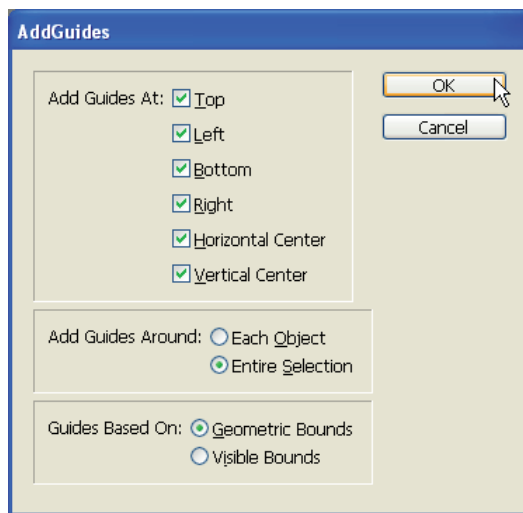 AddGuides
Add Guides At: Top
Left
Bottom
Right
Horizontal Center
Vertical Center
OK
Cancel
Add Guides Around: Each Object
Entire Selection
Guides Based On: Geometric Bounds
Visible Bounds